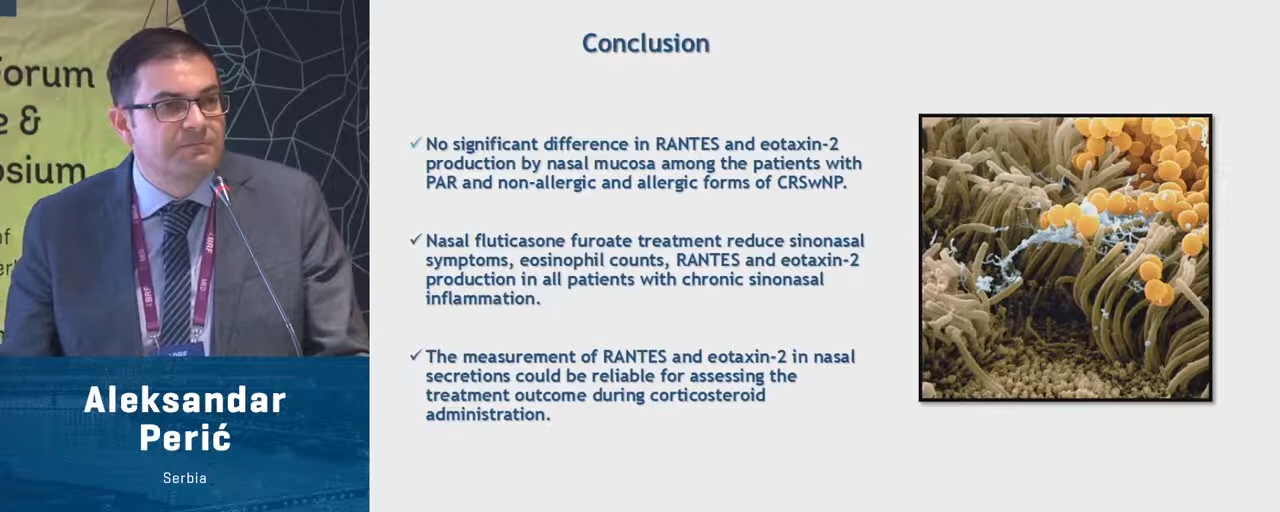 Forum
&
Conclusion
✓ No significant difference in RANTES and eotaxin-2
production by nasal mucosa among the patients with
PAR and non-allergic and allergic forms of CRSwNP.
✓ Nasal fluticasone furoate treatment reduce sinonasal
symptoms, eosinophil counts, RANTES and eotaxin-2
production in all patients with chronic sinonasal
inflammation.
✓ The measurement of RANTES and eotaxin-2 in nasal
secretions could be reliable for assessing the
treatment outcome during corticosteroid
administration.
BRF
MED
BRF
Aleksandar
Perić
Serbia